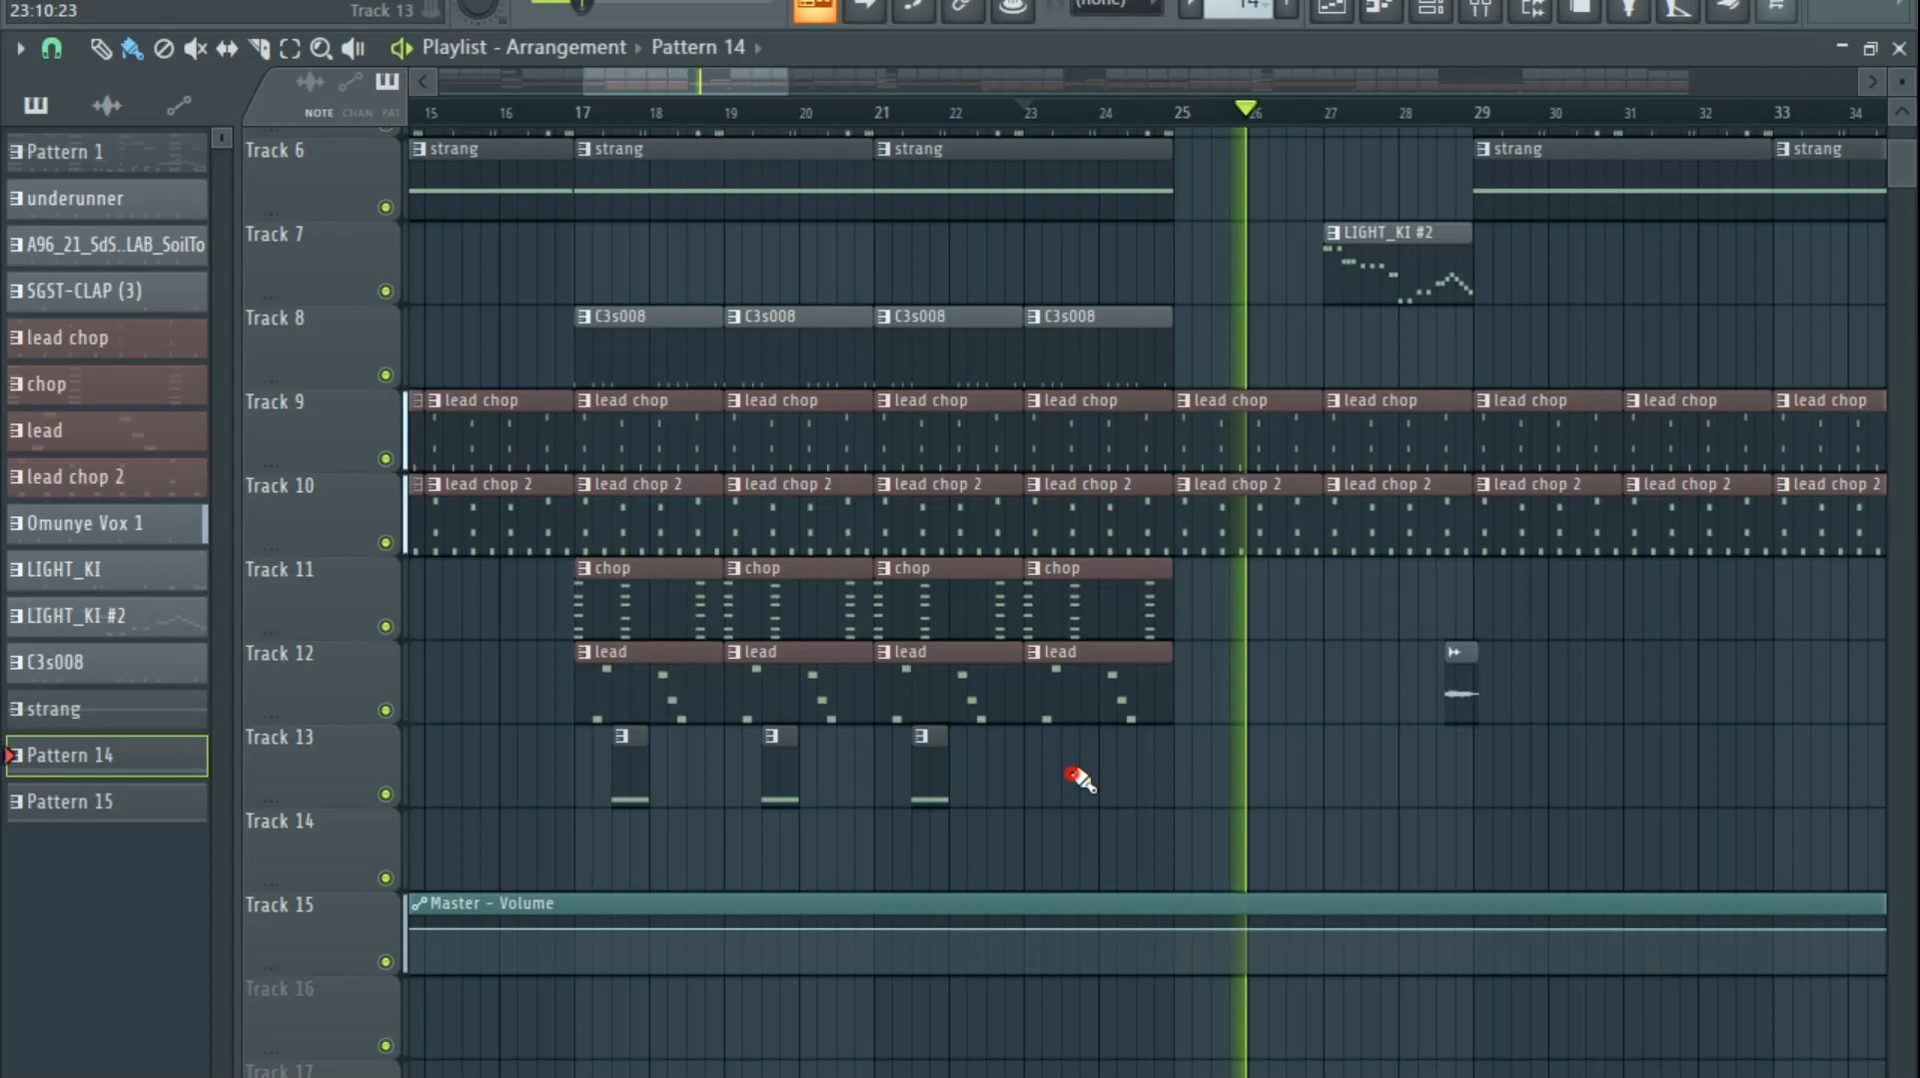 23:10:23
Track 13
(none)
14
Playlist - Arrangement
Pattern 14
NOTE CHAN PAT
15 16 17 18 19 20 21 22 23 24 25 26 27 28 29 30 31 32 33 34
Pattern 1
underunner
A96_21_SdS..LAB_SoilTo
SGST-CLAP (3)
lead chop
chop
lead
lead chop 2
Omunye Vox 1
LIGHT_KI
LIGHT_KI #2
C3s008
strang
Pattern 14
Pattern 15
Track 6
strang strang strang strang strang
Track 7
LIGHT_KI #2
Track 8
C3s008 C3s008 C3s008 C3s008
Track 9
lead chop lead chop lead chop lead chop lead chop lead chop lead chop lead chop lead chop lead chop
Track 10
lead chop 2 lead chop 2 lead chop 2 lead chop 2 lead chop 2 lead chop 2 lead chop 2 lead chop 2 lead chop 2 lead chop 2
Track 11
chop chop chop chop
Track 12
lead lead lead lead
Track 13
Track 14
Track 15
Master - Volume
Track 16
Track 17